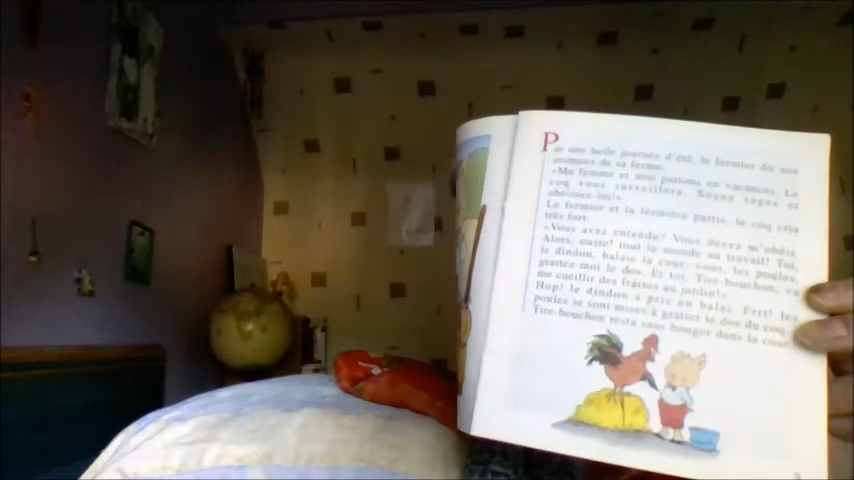 Par une belle journée d'été, le fermier dit aux
animaux de sa ferme:
«Ma femme et moi partons en vacances. Le
coq vous surveillera. Soyez sages et
obéissez-lui!»
Le fermier et la fermière partis, le coq cria
très fort:
«Vous avez entendu? Vous devez m'obéir.
Alors, ouste! tout le monde au travail! Toi,
le dindon, balaie la cour; vous, les poules,
grattez-moi le dos. Et toi, Tire-bouchon, va
me cueillir des fraises au jardin!»
Hop! le dindon a pris un balai. Frrt! les
poules se sont mises à gratter le dos du coq.
Tire-bouchon resta sans bouger dans la cour